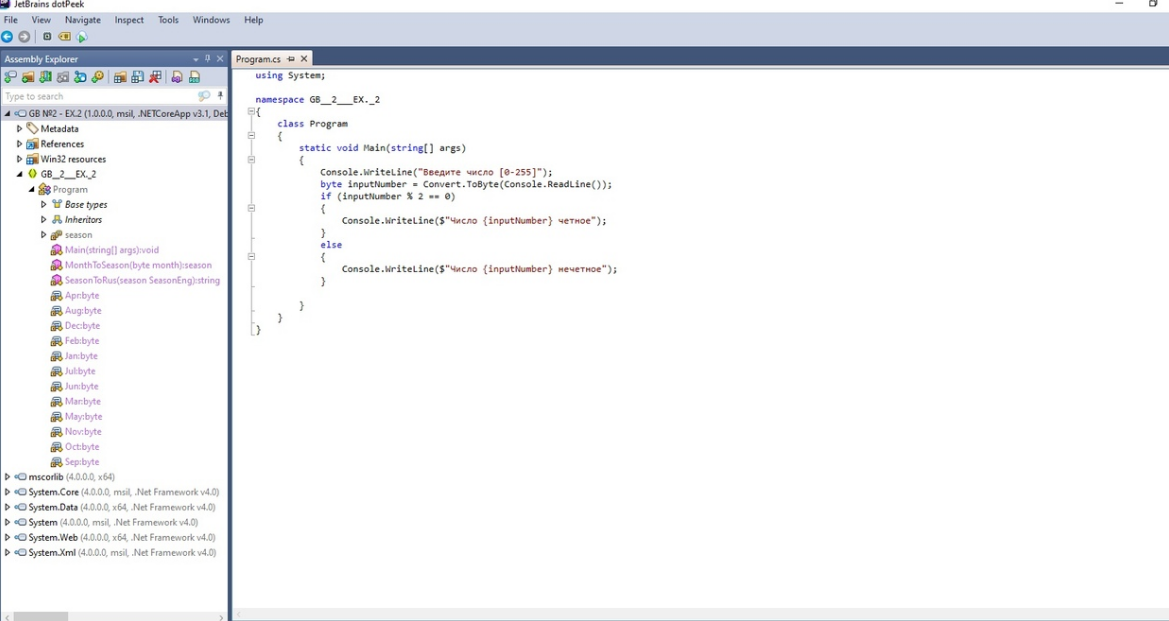 JetBrains dotPeek
File View Navigate Inspect Tools Windows Help
Assembly Explorer
Type to search
GB №2 - EX.2 (1.0.0.0, msil, .NETCoreApp v3.1, Deb
Metadata
References
Win32 resources
GB__2___EX._2
Program
Base types
Inheritors
season
Main(string[] args):void
MonthToSeason(byte month):season
SeasonToRus(season SeasonEng):string
Apr:byte
Aug:byte
Dec:byte
Feb:byte
Jan:byte
Jul:byte
Jun:byte
Mar:byte
May:byte
Nov:byte
Oct:byte
Sep:byte
mscorlib (4.0.0.0, x64)
System.Core (4.0.0.0, msil, .Net Framework v4.0)
System.Data (4.0.0.0, x64, .Net Framework v4.0)
System (4.0.0.0, msil, .Net Framework v4.0)
System.Web (4.0.0.0, x64, .Net Framework v4.0)
System.Xml (4.0.0.0, msil, .Net Framework v4.0)
Program.cs
using System;
namespace GB__2___EX._2
{
class Program
{
static void Main(string[] args)
{
Console.WriteLine("Введите число [0-255]");
byte inputNumber = Convert.ToByte(Console.ReadLine());
if (inputNumber % 2 == 0)
{
Console.WriteLine($"Число {inputNumber} четное");
}
else
{
Console.WriteLine($"Число {inputNumber} нечетное");
}
}
}
}